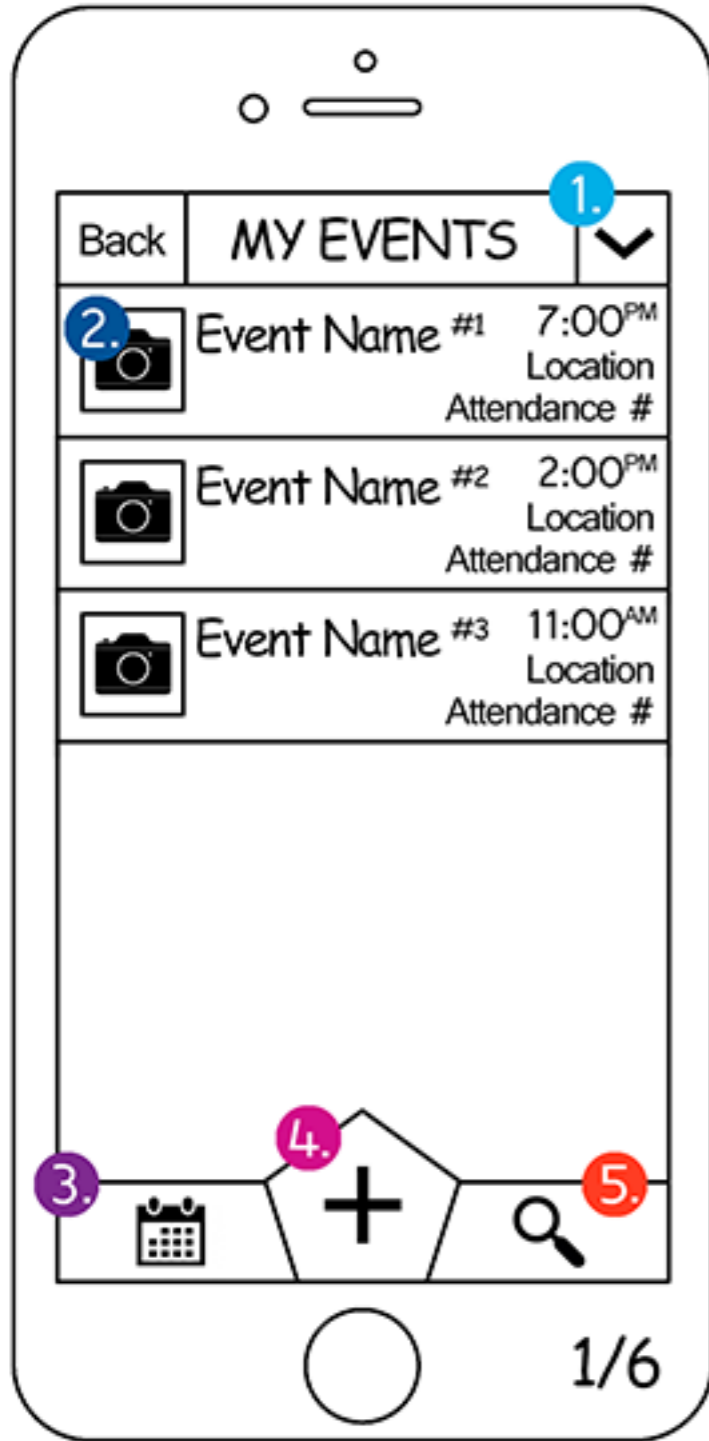 1.
Back MY EVENTS
2.
Event Name #1 7:00PM
Location
Attendance #
Event Name #2 2:00PM
Location
Attendance #
Event Name #3 11:00AM
Location
Attendance #
4.
3.
5.
1/6